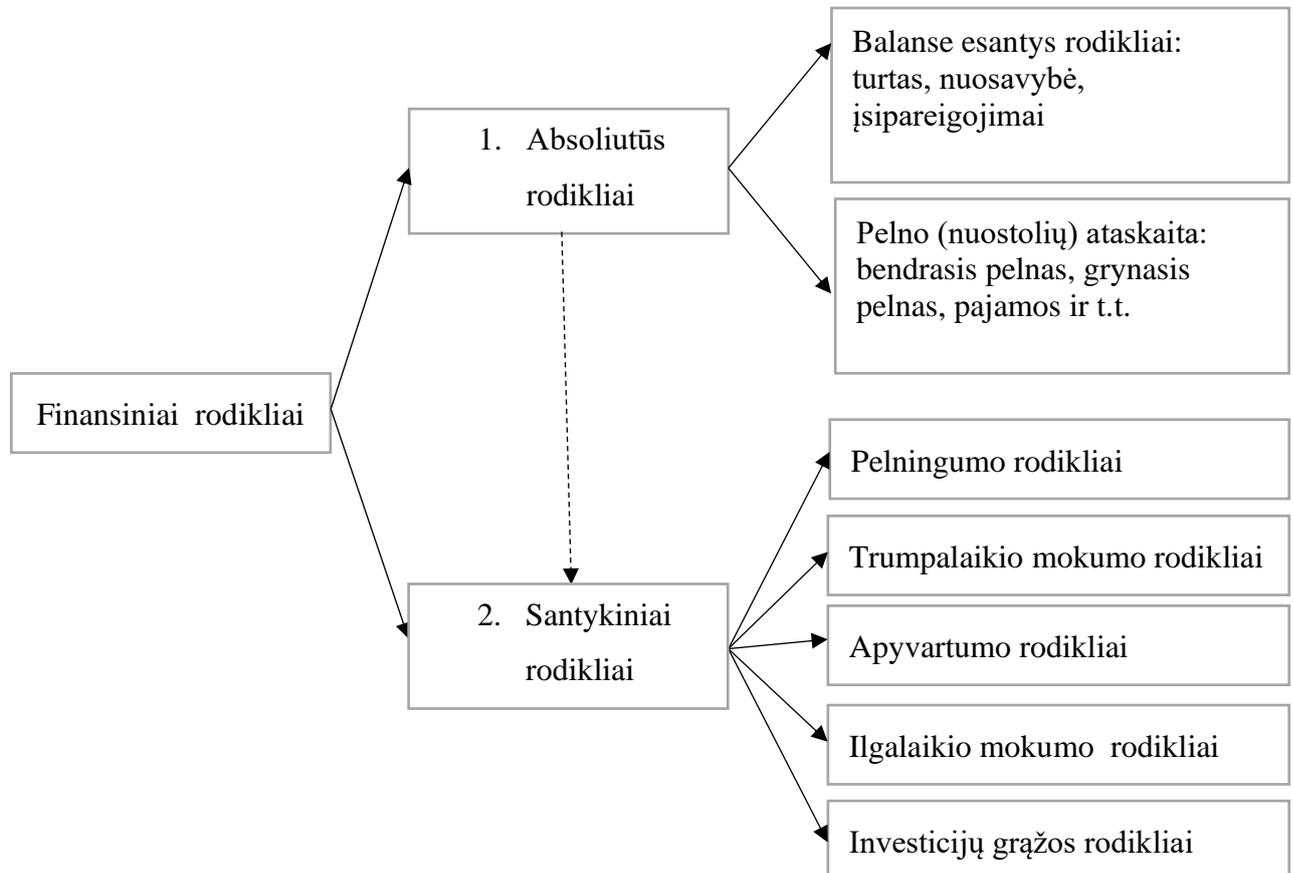 Finansiniai rodikliai
1. Absoliutūs
rodikliai
Balanse esantys rodikliai:
turtas, nuosavybė,
įsipareigojimai
Pelno (nuostolių) ataskaita:
bendrasis pelnas, grynasis
pelnas, pajamos ir t.t.
2. Santykiniai
rodikliai
Pelningumo rodikliai
Trumpalaikio mokumo rodikliai
Apyvartumo rodikliai
Ilgalaikio mokumo rodikliai
Investicijų grąžos rodikliai